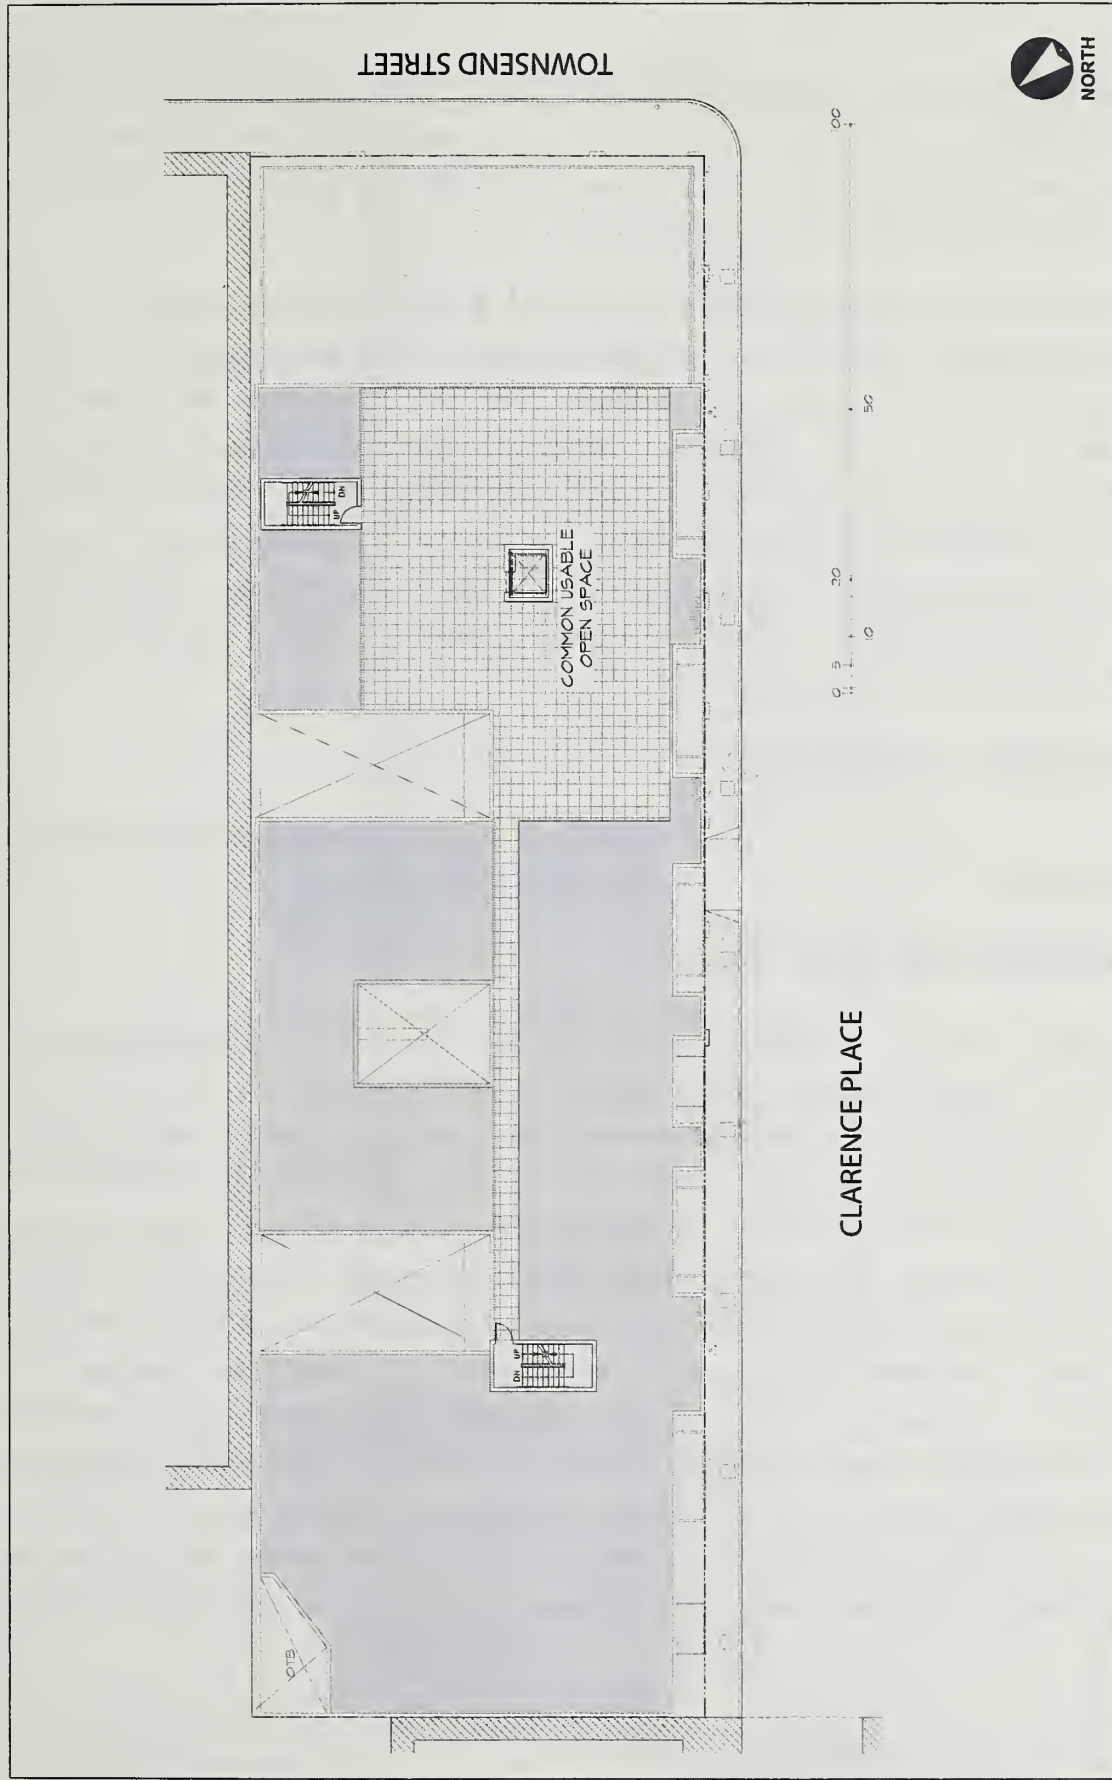 TOWNSEND STREET
NORTH
UP
DN
COMMON USABLE
OPEN SPACE
DN
UP
OTB
CLARENCE PLACE
0
5
10
20
50
100